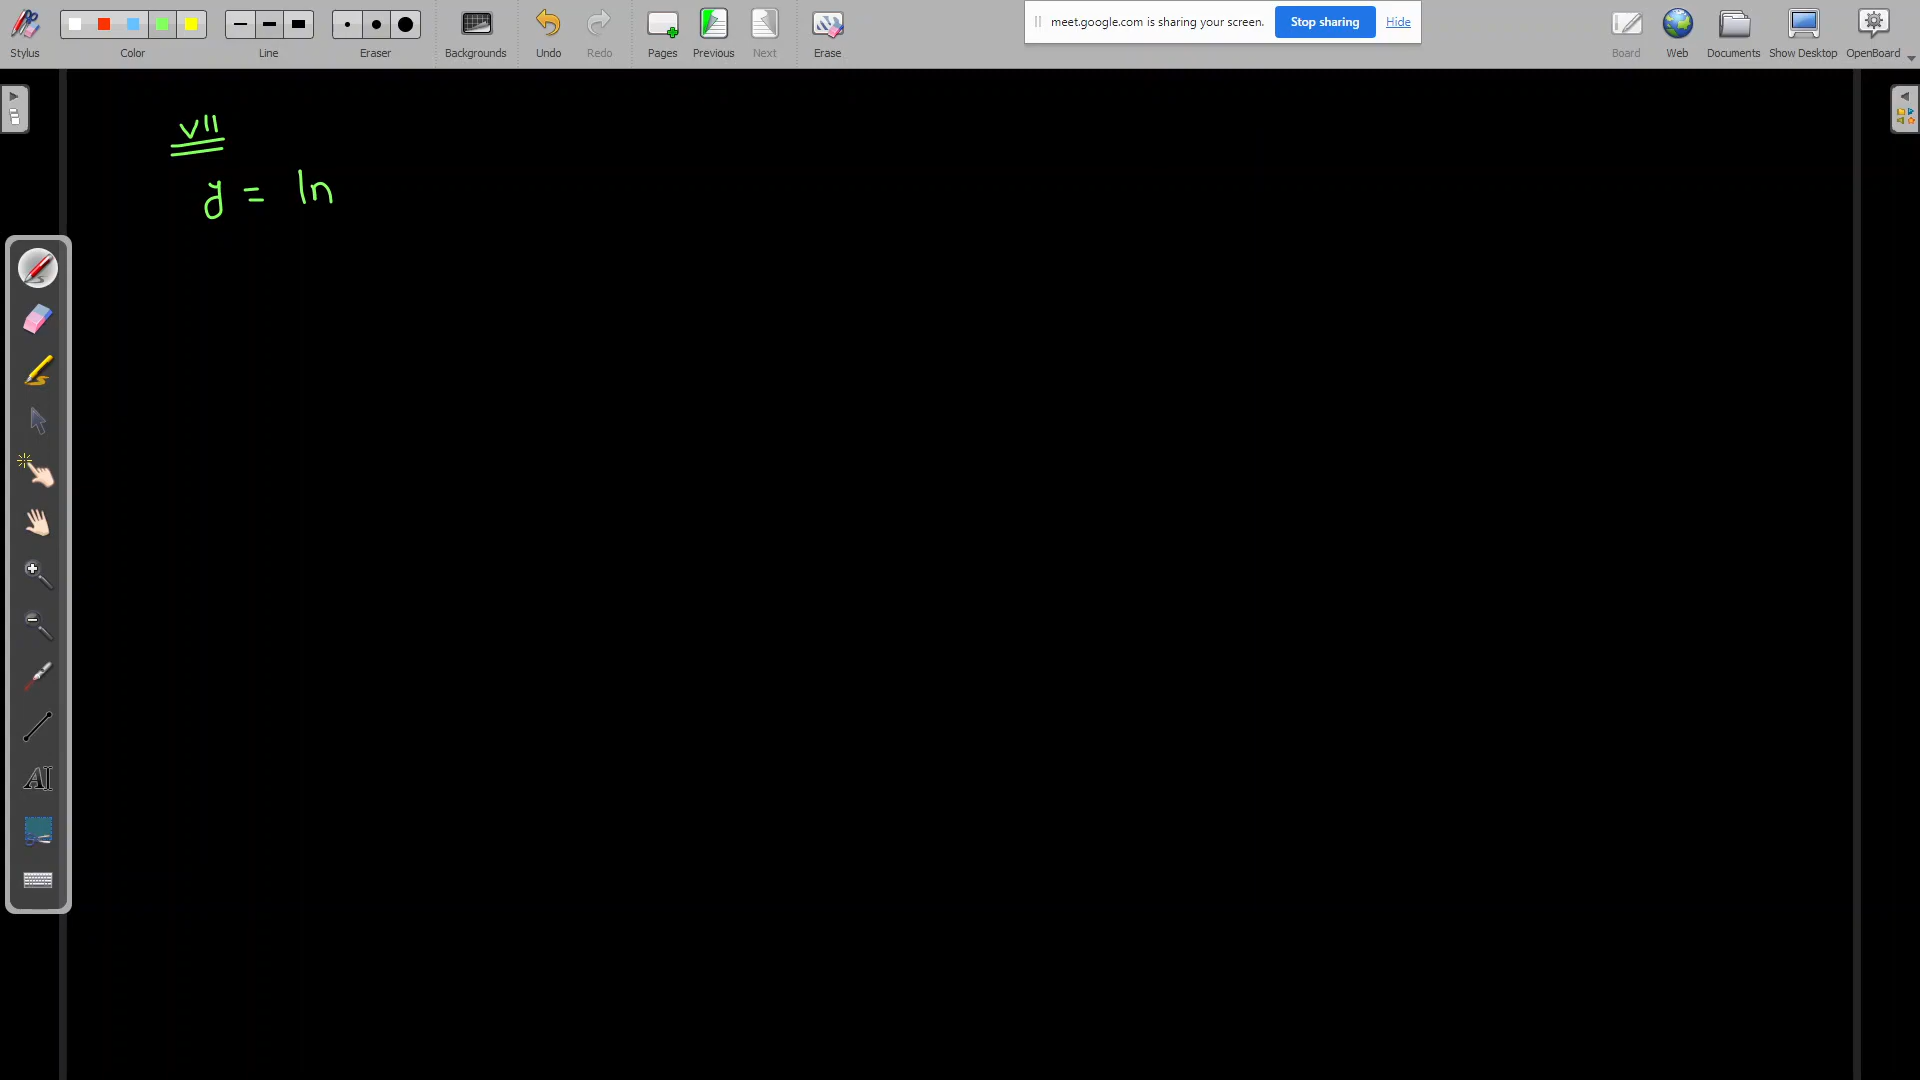 meet.google.com is sharing your screen. Stop sharing Hide
Stylus Color Line Eraser Backgrounds Undo Redo Pages Previous Next Erase Board Web Documents Show Desktop OpenBoard
VII
y = ln
AI